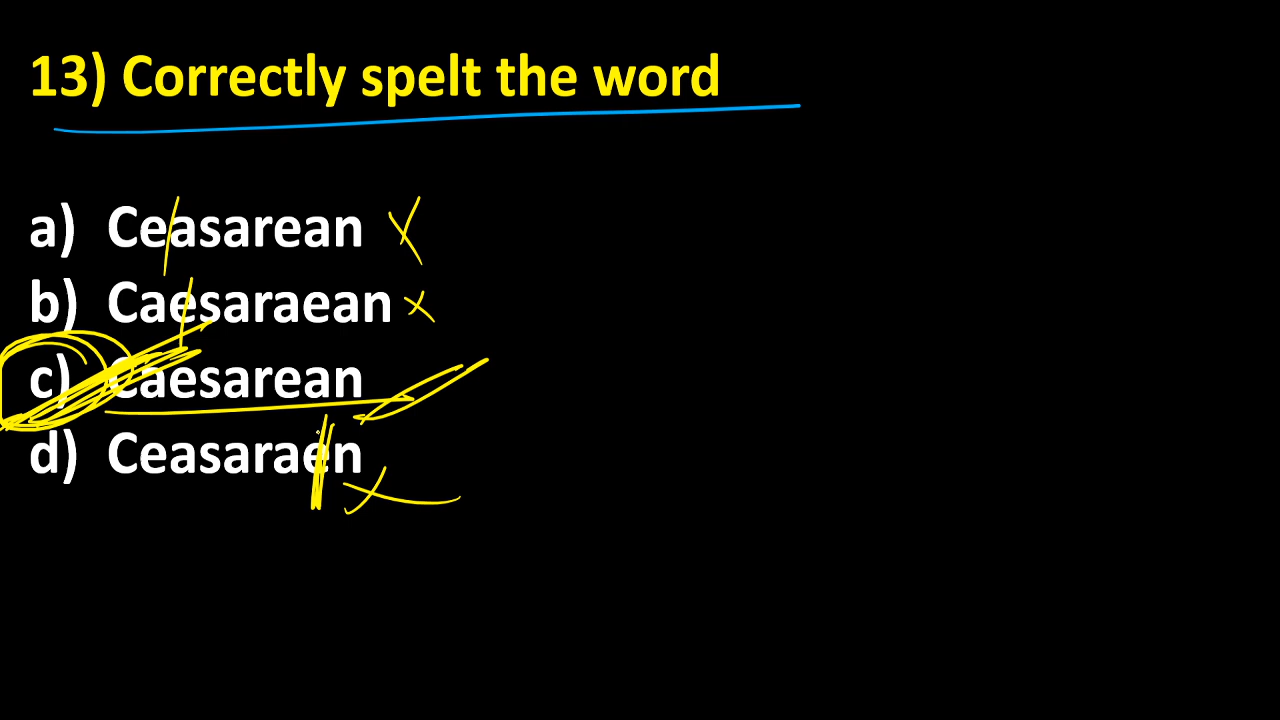 13) Correctly spelt the word
a) Ceasarean
b) Caesaraean
c) Caesarean
d) Ceasaraen